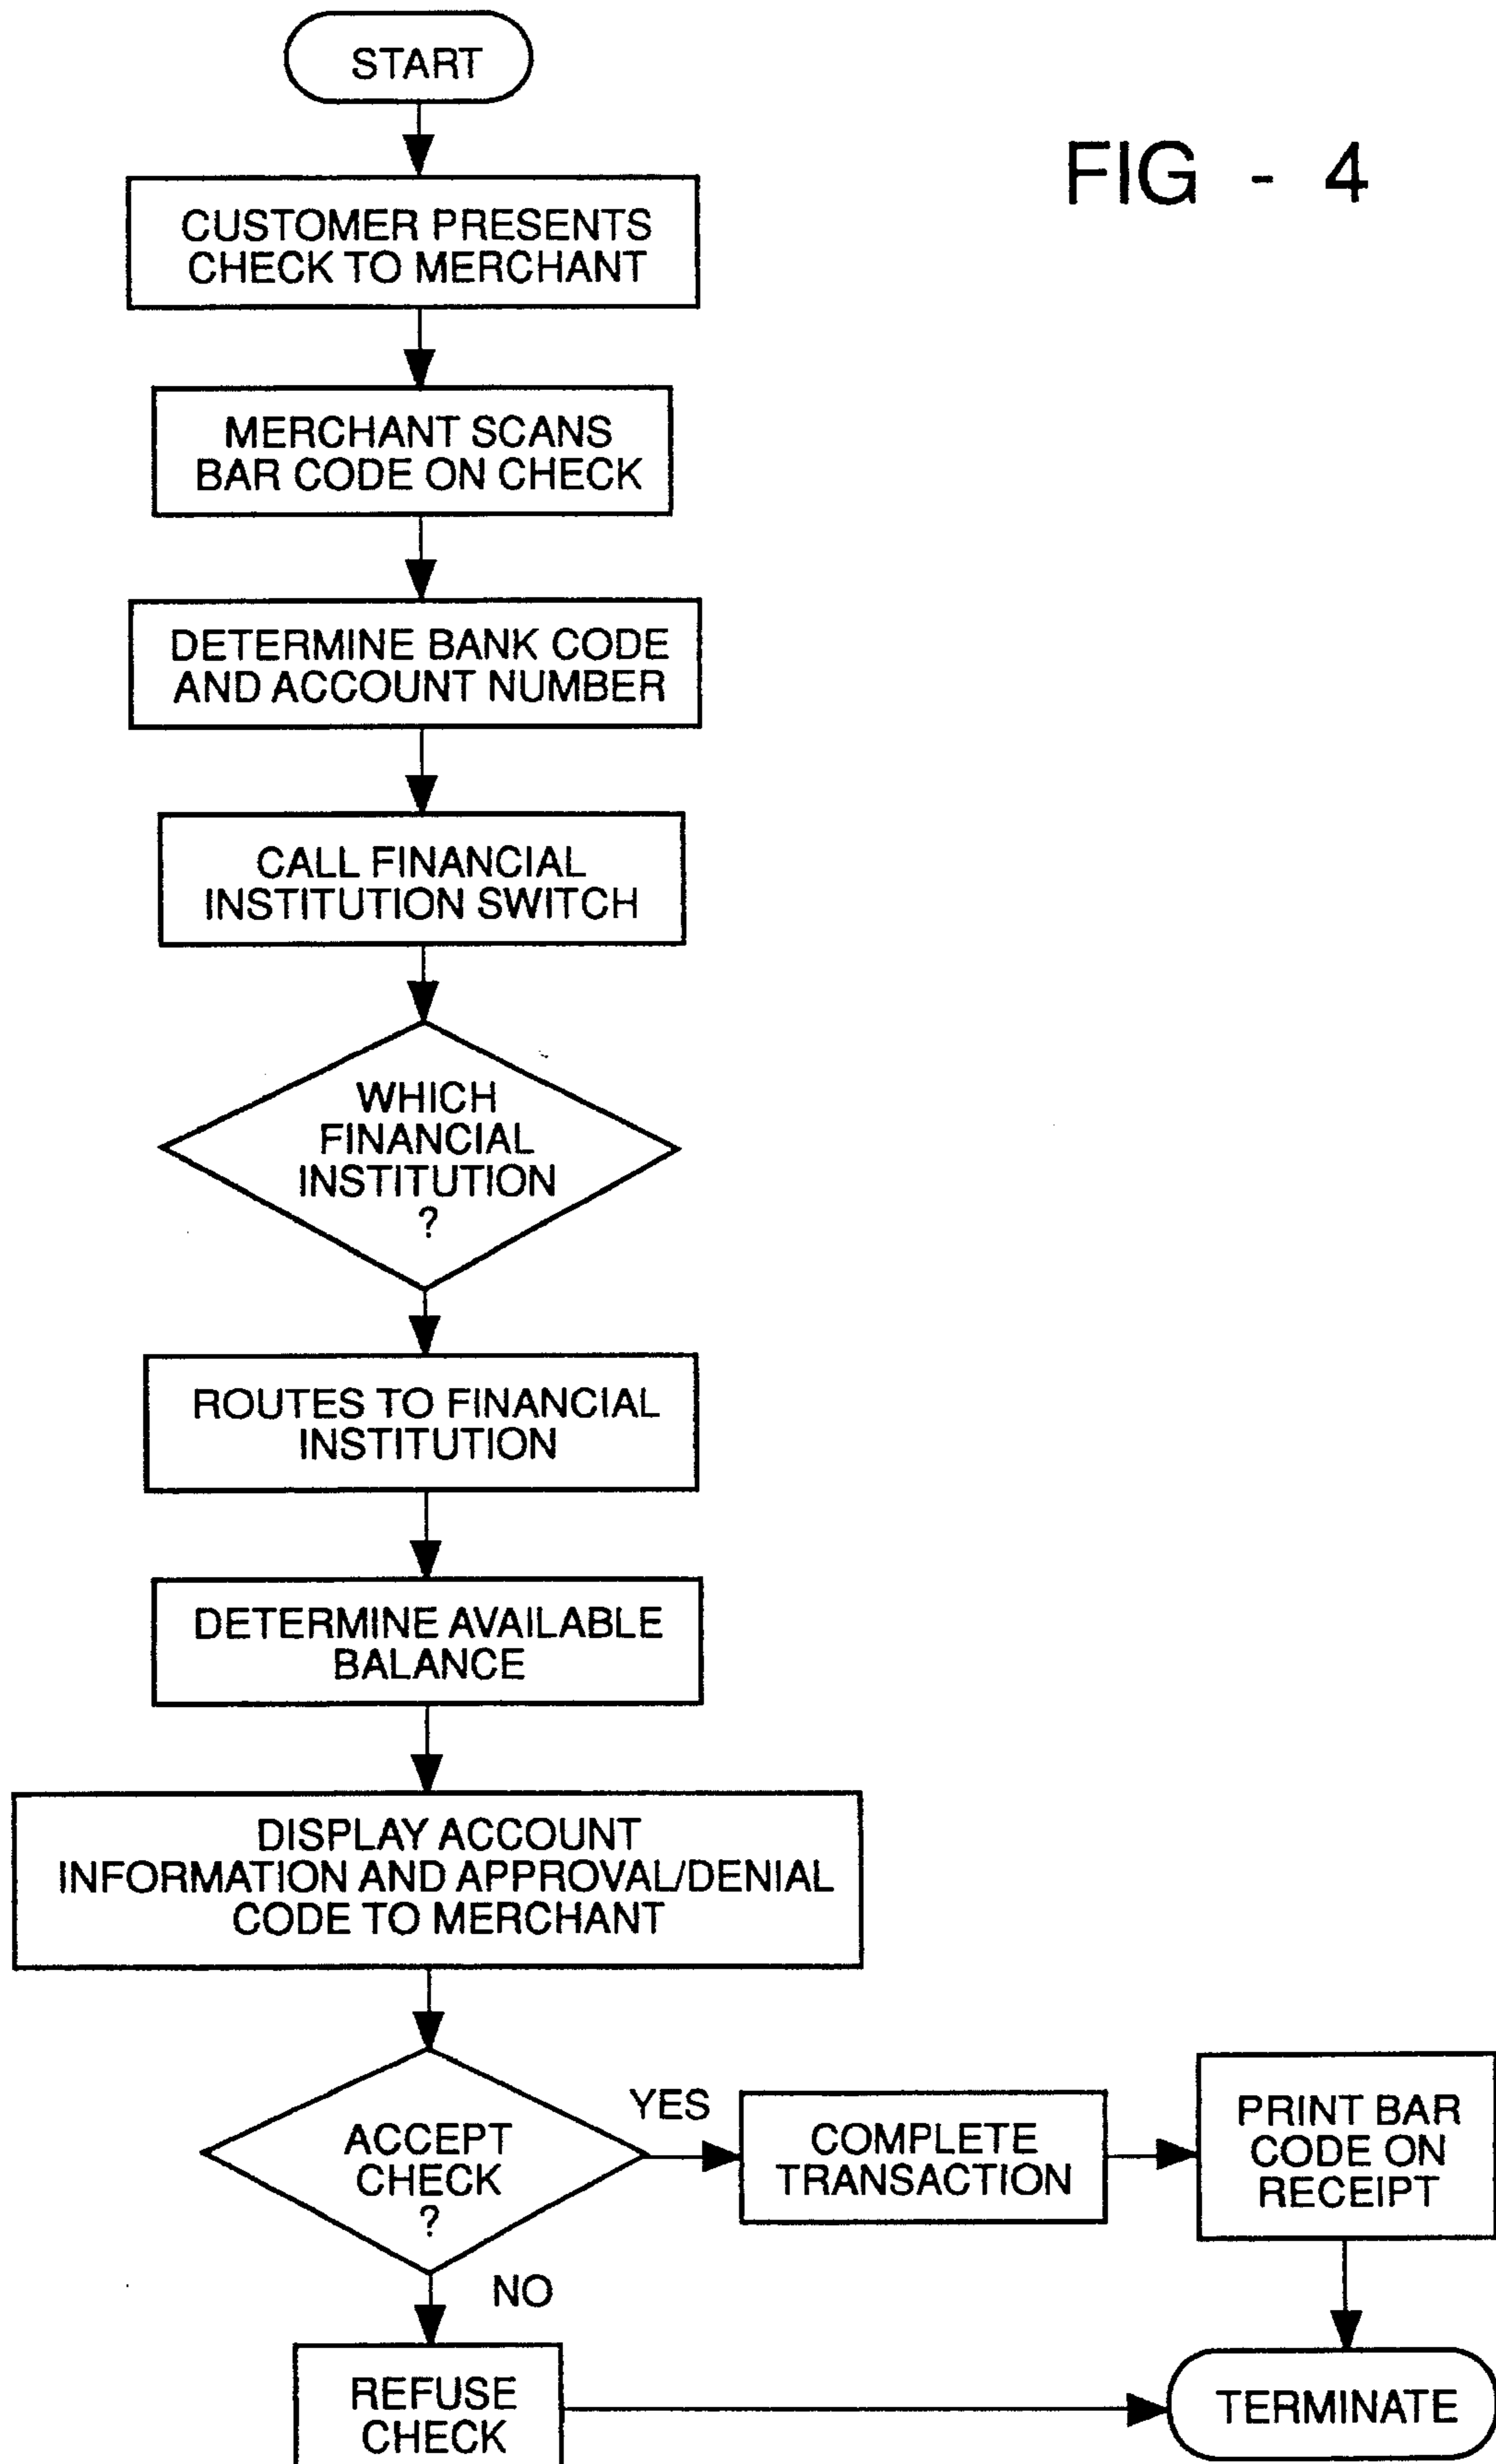 START
FIG - 4
CUSTOMER PRESENTS
CHECK TO MERCHANT
MERCHANT SCANS
BAR CODE ON CHECK
DETERMINE BANK CODE
AND ACCOUNT NUMBER
CALL FINANCIAL
INSTITUTION SWITCH
WHICH
FINANCIAL
INSTITUTION
?
ROUTES TO FINANCIAL
INSTITUTION
DETERMINE AVAILABLE
BALANCE
DISPLAY ACCOUNT
INFORMATION AND APPROVAL/DENIAL
CODE TO MERCHANT
ACCEPT
CHECK
?
YES
COMPLETE
TRANSACTION
PRINT BAR
CODE ON
RECEIPT
NO
REFUSE
CHECK
TERMINATE